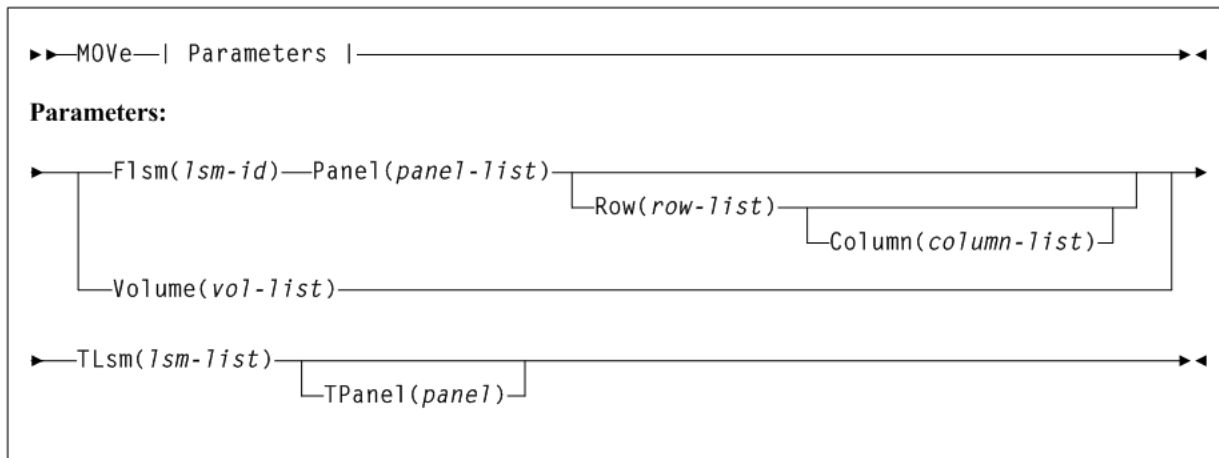 MOVe | Parameters |
Parameters:
Flsm(lsm-id) Panel(panel-list)
Row(row-list)
Column(column-list)
Volume(vol-list)
TLsm(lsm-list)
TPanel(panel)